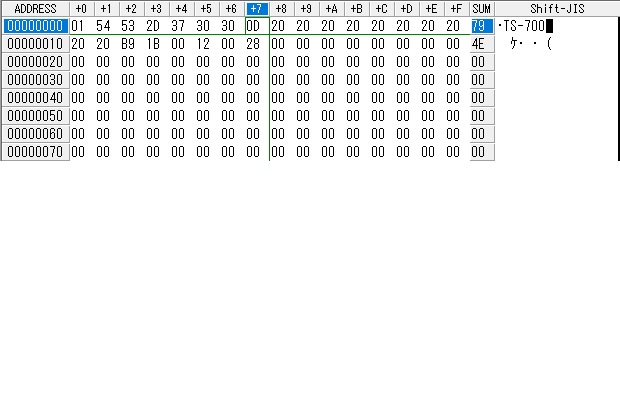 ADDRESS +0 +1 +2 +3 +4 +5 +6 +7 +8 +9 +A +B +C +D +E +F SUM Shift-JIS
00000000 01 54 53 2D 37 30 30 0D 20 20 20 20 20 20 20 20 79 ·TS-700
00000010 20 20 B9 1B 00 12 00 28 00 00 00 00 00 00 00 00 4E ケ··(
00000020 00 00 00 00 00 00 00 00 00 00 00 00 00 00 00 00 00
00000030 00 00 00 00 00 00 00 00 00 00 00 00 00 00 00 00 00
00000040 00 00 00 00 00 00 00 00 00 00 00 00 00 00 00 00 00
00000050 00 00 00 00 00 00 00 00 00 00 00 00 00 00 00 00 00
00000060 00 00 00 00 00 00 00 00 00 00 00 00 00 00 00 00 00
00000070 00 00 00 00 00 00 00 00 00 00 00 00 00 00 00 00 00